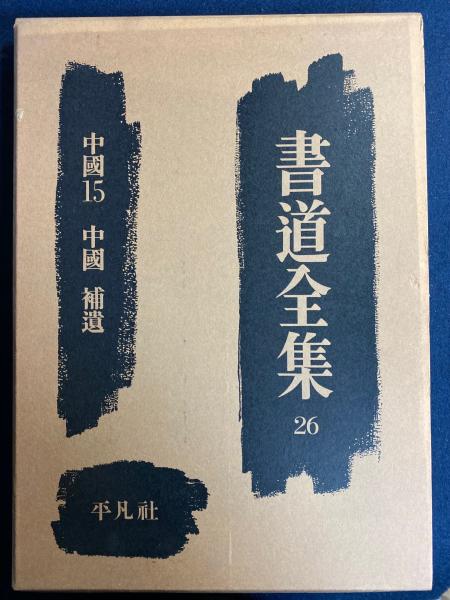 書道全集
26
中國15 中國 補遺
平凡社